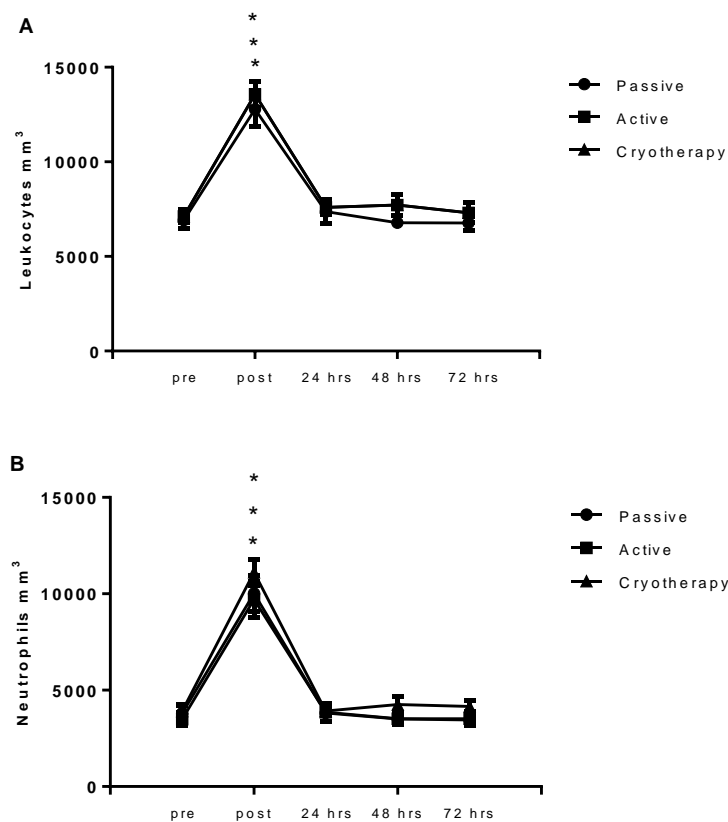 A
*
*
*
15000
10000
5000
0
Leukocytes mm³
pre post 24 hrs 48 hrs 72 hrs
Passive
Active
Cryotherapy
B
*
*
*
15000
10000
5000
0
Neutrophils mm³
pre post 24 hrs 48 hrs 72 hrs
Passive
Active
Cryotherapy